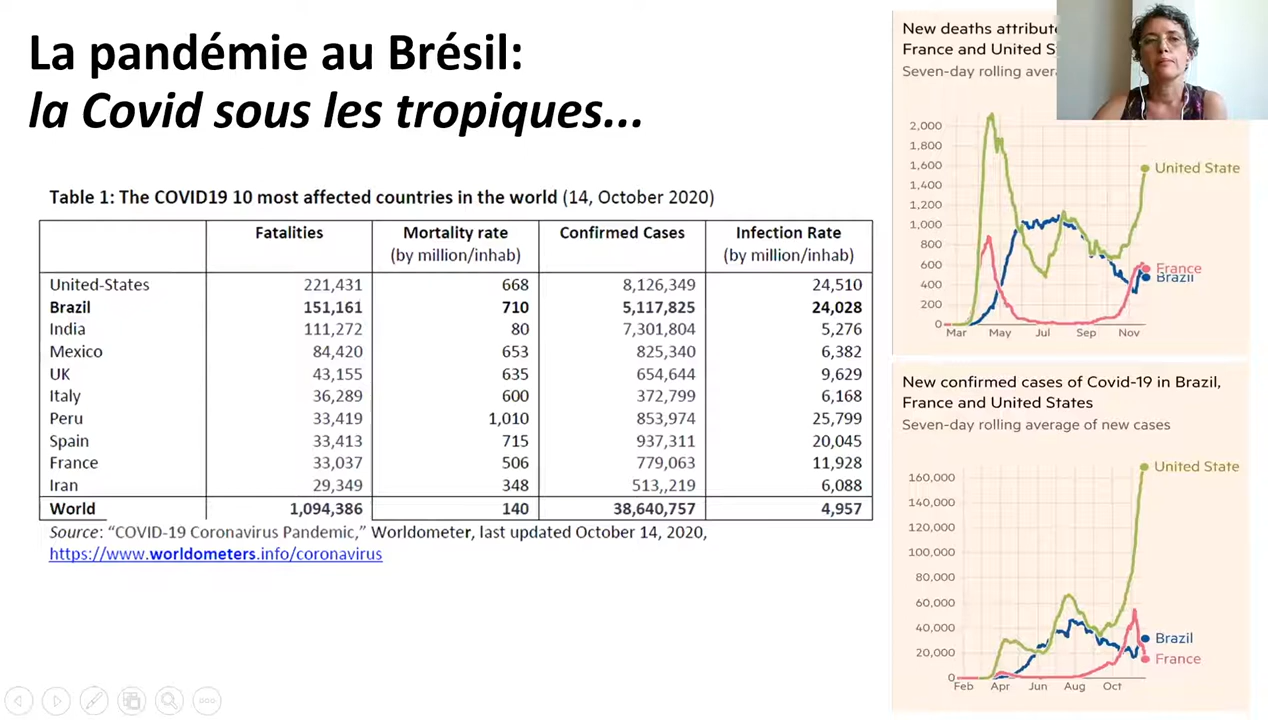 La pandémie au Brésil:
la Covid sous les tropiques...
Table 1: The COVID19 10 most affected countries in the world (14, October 2020)
Fatalities Mortality rate Confirmed Cases Infection Rate
(by million/inhab) (by million/inhab)
United-States 221,431 668 8,126,349 24,510
Brazil 151,161 710 5,117,825 24,028
India 111,272 80 7,301,804 5,276
Mexico 84,420 653 825,340 6,382
UK 43,155 635 654,644 9,629
Italy 36,289 600 372,799 6,168
Peru 33,419 1,010 853,974 25,799
Spain 33,413 715 937,311 20,045
France 33,037 506 779,063 11,928
Iran 29,349 348 513,,219 6,088
World 1,094,386 140 38,640,757 4,957
Source: “COVID-19 Coronavirus Pandemic,” Worldometer, last updated October 14, 2020,
https://www.worldometers.info/coronavirus
New deaths attribute
France and United S
Seven-day rolling avera
2,000
1,800
1,600
1,400
1,200
1,000
800
600
400
200
0
United State
France
Brazil
Mar May Jul Sep Nov
New confirmed cases of Covid-19 in Brazil,
France and United States
Seven-day rolling average of new cases
United State
160,000
140,000
120,000
100,000
80,000
60,000
40,000
20,000
0
Brazil
France
Feb Apr Jun Aug Oct